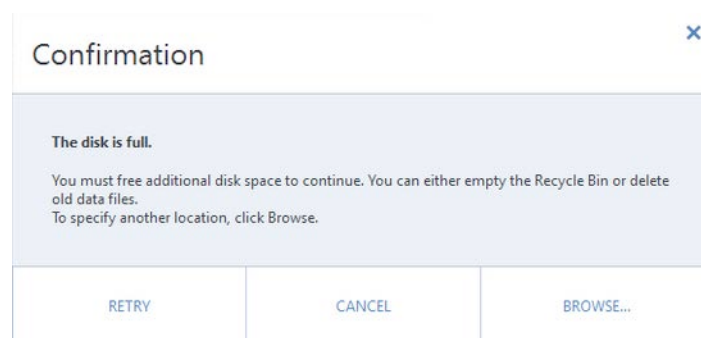 Confirmation
The disk is full.
You must free additional disk space to continue. You can either empty the Recycle Bin or delete
old data files.
To specify another location, click Browse.
RETRY
CANCEL
BROWSE...